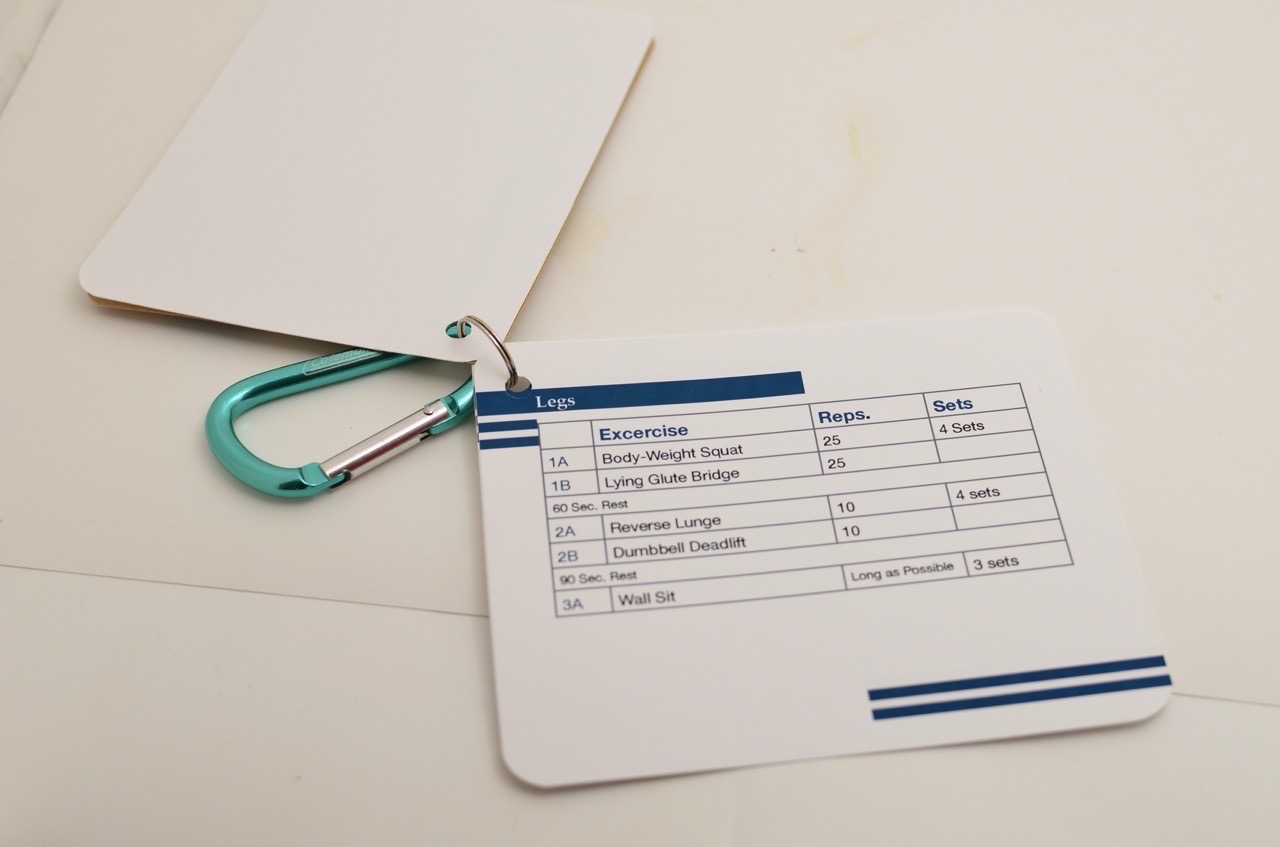 Legs
Excercise Reps. Sets
1A Body-Weight Squat 25 4 Sets
1B Lying Glute Bridge 25
60 Sec. Rest
2A Reverse Lunge 10 4 sets
2B Dumbbell Deadlift 10
90 Sec. Rest
3A Wall Sit Long as Possible 3 sets